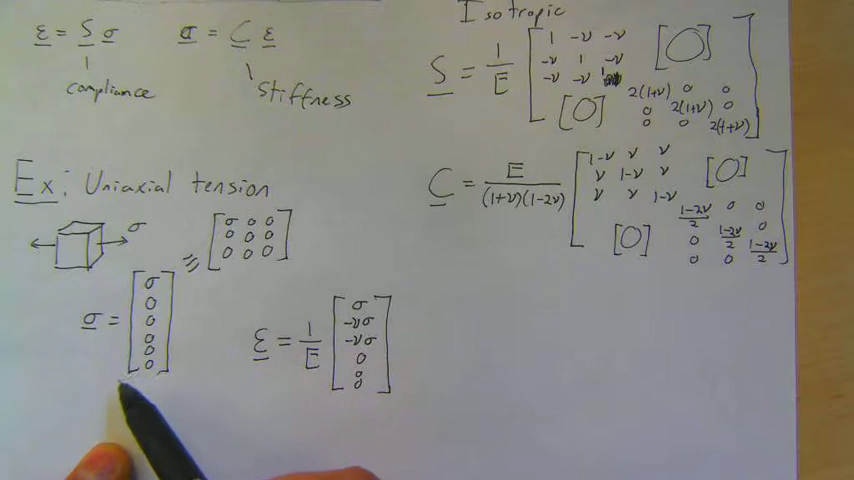 ε = S σ    σ = C ε
compliance    stiffness
Isotropic
S = 1/E [ 1 -ν -ν [0]
-ν 1 -ν
-ν -ν 1
[0] 2(1+ν) 0 0
0 2(1+ν) 0
0 0 2(1+ν) ]
C = E/((1+ν)(1-2ν)) [ 1-ν ν ν [0]
ν 1-ν ν
ν ν 1-ν
[0] (1-2ν)/2 0 0
0 (1-2ν)/2 0
0 0 (1-2ν)/2 ]
Ex: Uniaxial tension
σ
[ σ 0 0
0 0 0
0 0 0 ]
=
σ = [ σ
0
0
0
0
0 ]
ε = 1/E [ σ
-νσ
-νσ
0
0
0 ]